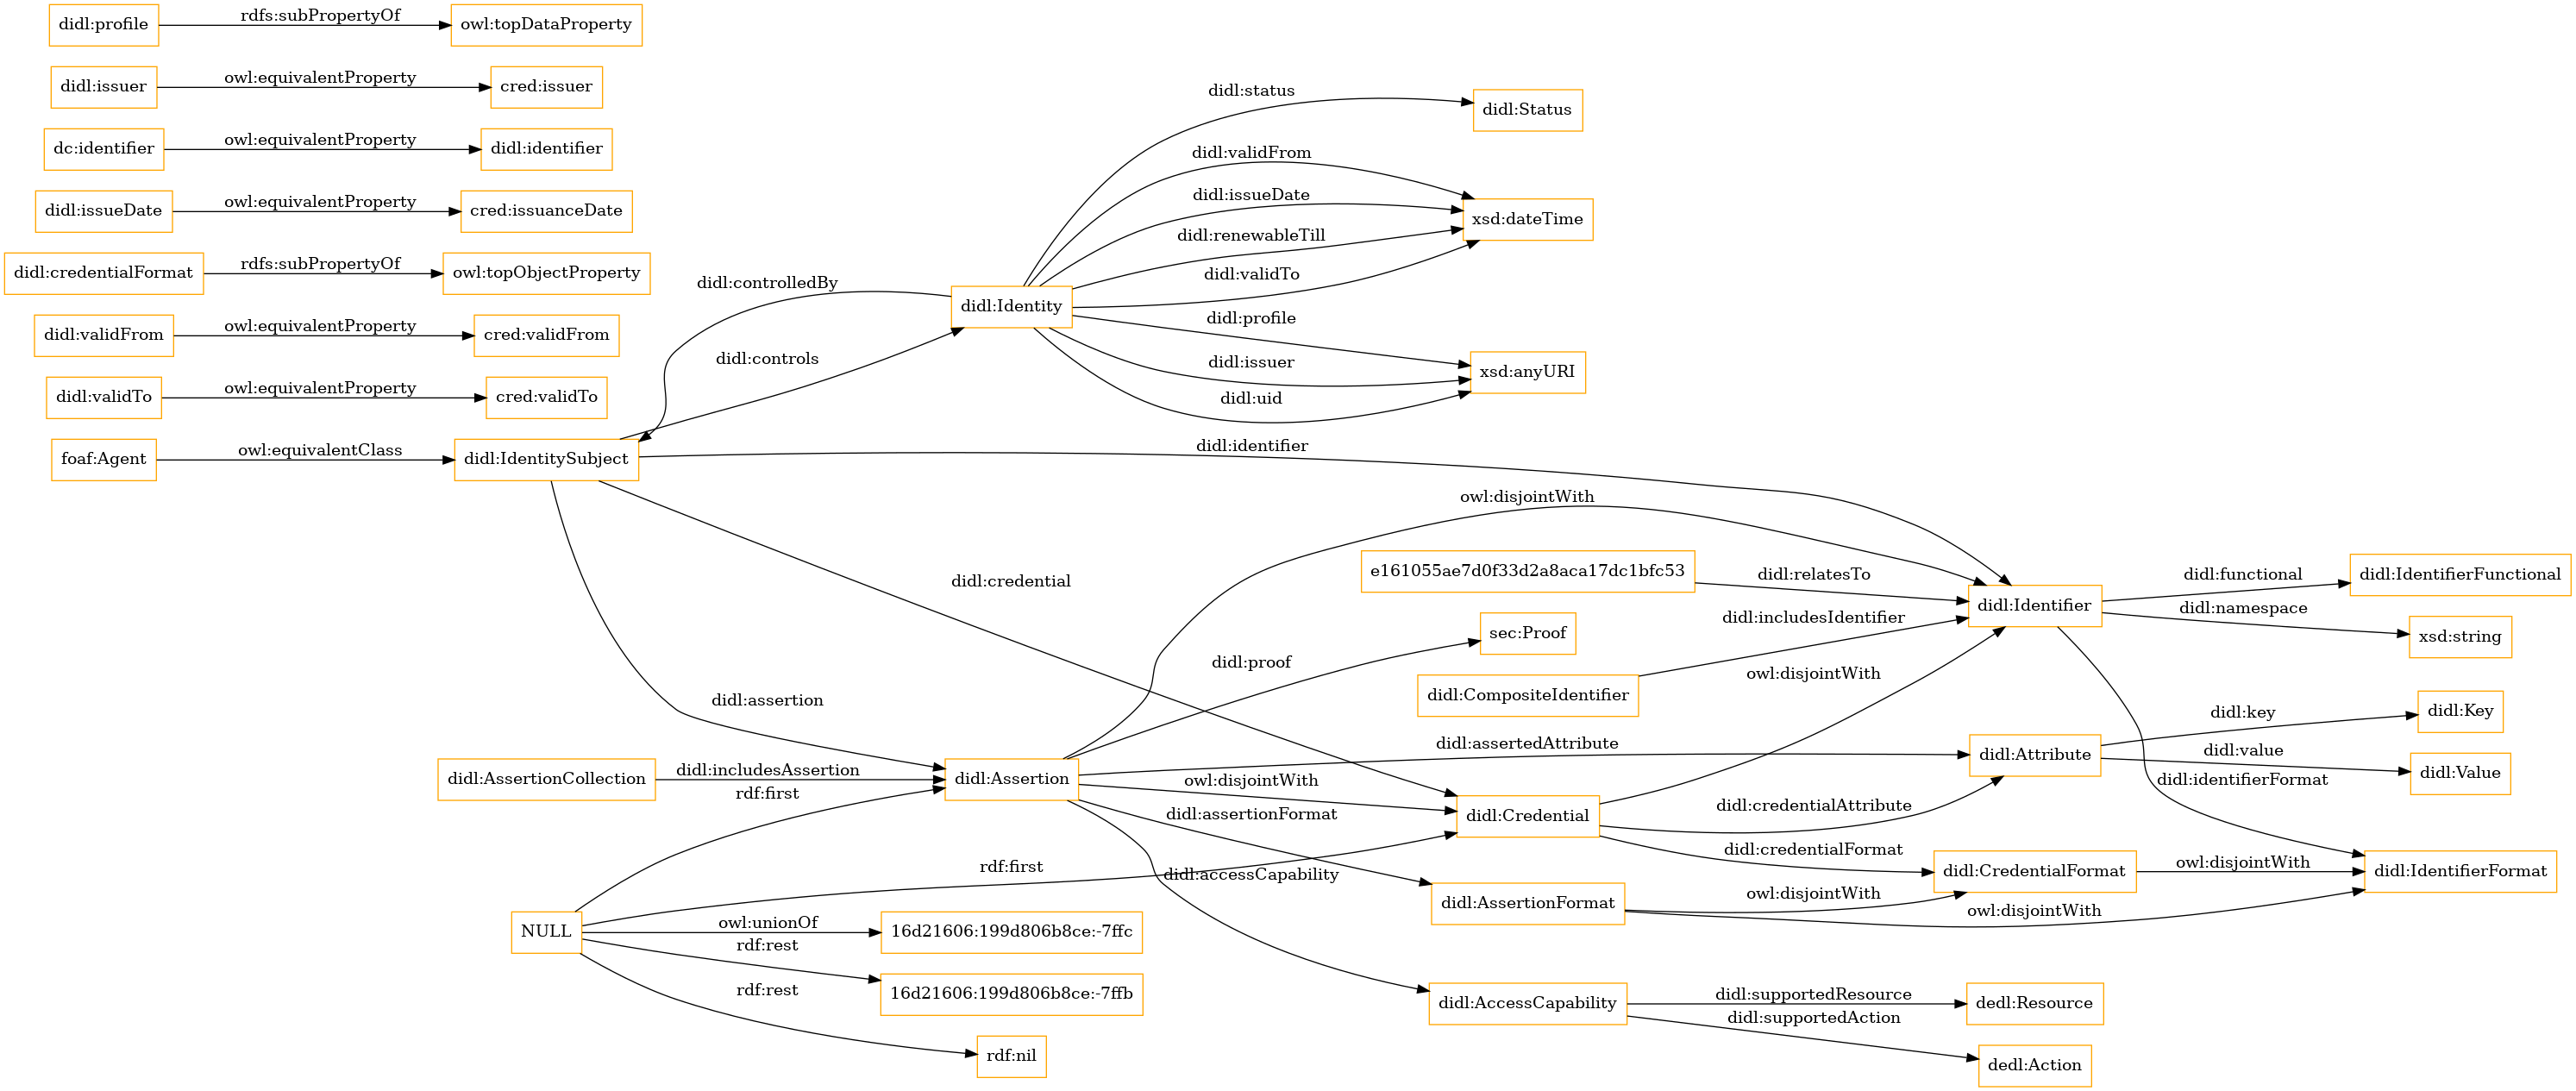 didl:profile
rdfs:subPropertyOf
owl:topDataProperty
didl:issuer
owl:equivalentProperty
cred:issuer
dc:identifier
owl:equivalentProperty
didl:identifier
didl:issueDate
owl:equivalentProperty
cred:issuanceDate
didl:credentialFormat
rdfs:subPropertyOf
owl:topObjectProperty
didl:validFrom
owl:equivalentProperty
cred:validFrom
didl:validTo
owl:equivalentProperty
cred:validTo
foaf:Agent
owl:equivalentClass
didl:IdentitySubject
didl:controlledBy
didl:controls
didl:Identity
didl:status
didl:Status
didl:validFrom
didl:issueDate
didl:renewableTill
didl:validTo
xsd:dateTime
didl:profile
didl:issuer
didl:uid
xsd:anyURI
didl:identifier
didl:credential
didl:assertion
owl:disjointWith
e161055ae7d0f33d2a8aca17dc1bfc53
didl:relatesTo
didl:Identifier
didl:functional
didl:IdentifierFunctional
didl:namespace
xsd:string
didl:proof
sec:Proof
didl:CompositeIdentifier
didl:includesIdentifier
owl:disjointWith
didl:AssertionCollection
didl:includesAssertion
rdf:first
didl:Assertion
didl:assertedAttribute
didl:Attribute
didl:key
didl:Key
didl:value
didl:Value
didl:identifierFormat
owl:disjointWith
didl:assertionFormat
didl:Credential
didl:credentialAttribute
didl:credentialFormat
didl:CredentialFormat
owl:disjointWith
didl:IdentifierFormat
rdf:first
didl:accessCapability
didl:AssertionFormat
owl:disjointWith
owl:disjointWith
NULL
owl:unionOf
16d21606:199d806b8ce:-7ffc
rdf:rest
16d21606:199d806b8ce:-7ffb
rdf:rest
rdf:nil
didl:AccessCapability
didl:supportedResource
dedl:Resource
didl:supportedAction
dedl:Action